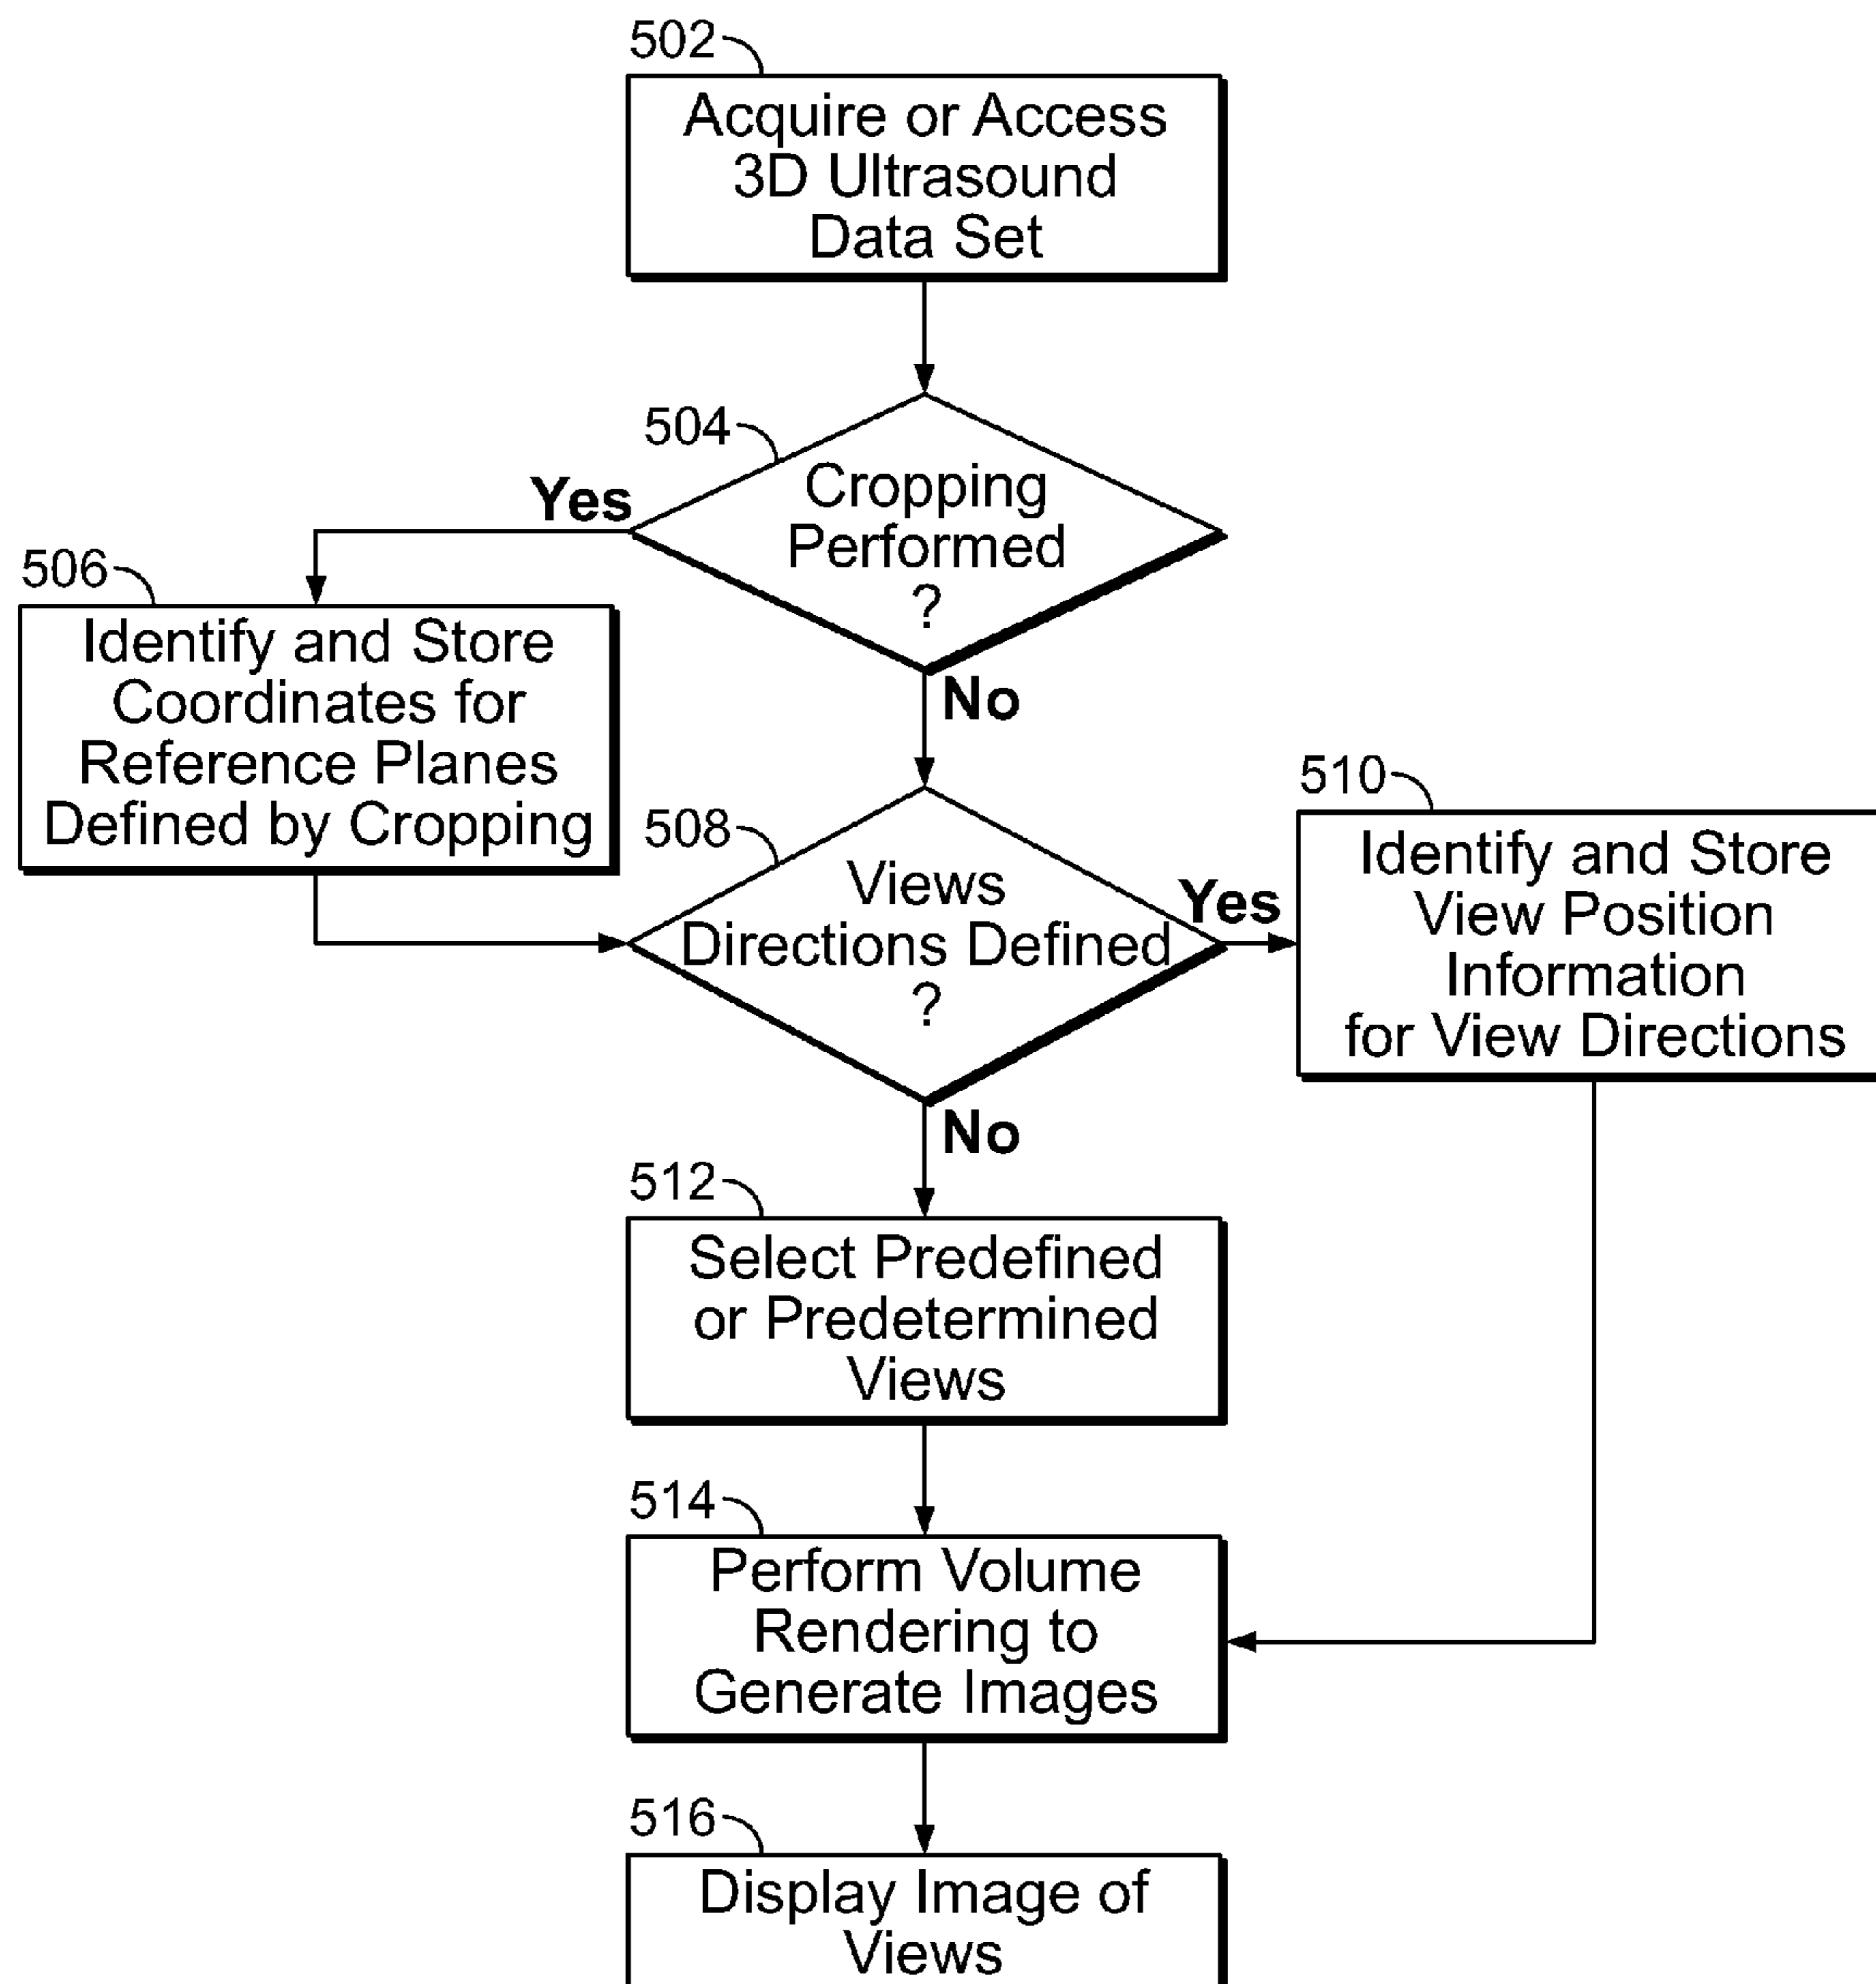 502
Acquire or Access
3D Ultrasound
Data Set
504
Cropping
Performed
?
Yes
No
506
Identify and Store
Coordinates for
Reference Planes
Defined by Cropping
508
Views
Directions Defined
?
Yes
No
510
Identify and Store
View Position
Information
for View Directions
512
Select Predefined
or Predetermined
Views
514
Perform Volume
Rendering to
Generate Images
516
Display Image of
Views